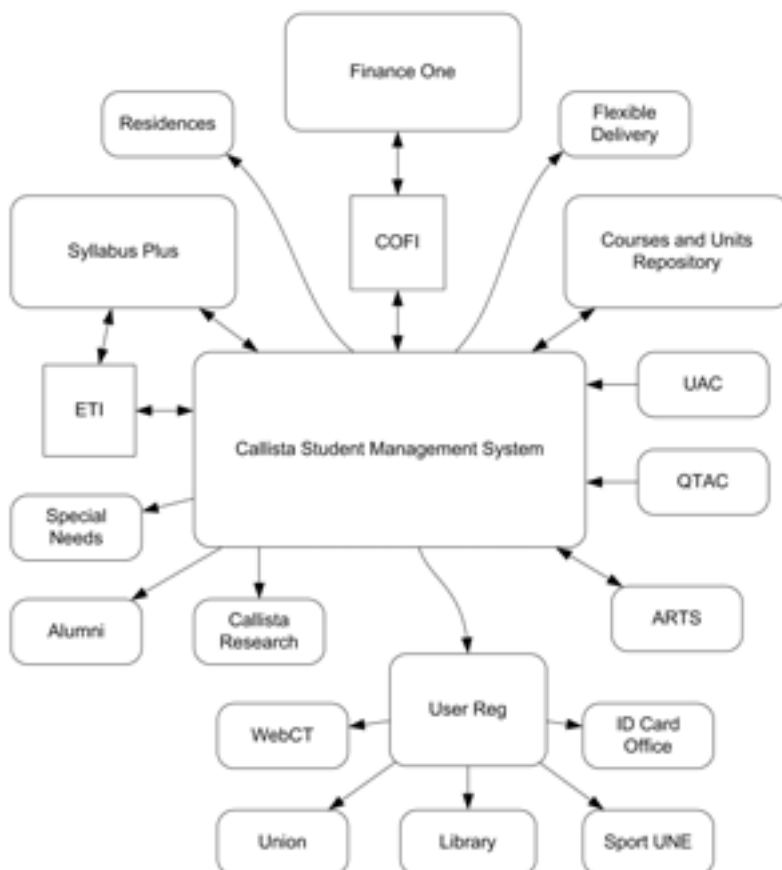 Finance One
Residences
Flexible
Delivery
Syllabus Plus
COFI
Courses and Units
Repository
ETI
UAC
Callista Student Management System
QTAC
Special
Needs
Alumni
Callista
Research
ARTS
User Reg
WebCT
ID Card
Office
Union
Library
Sport UNE